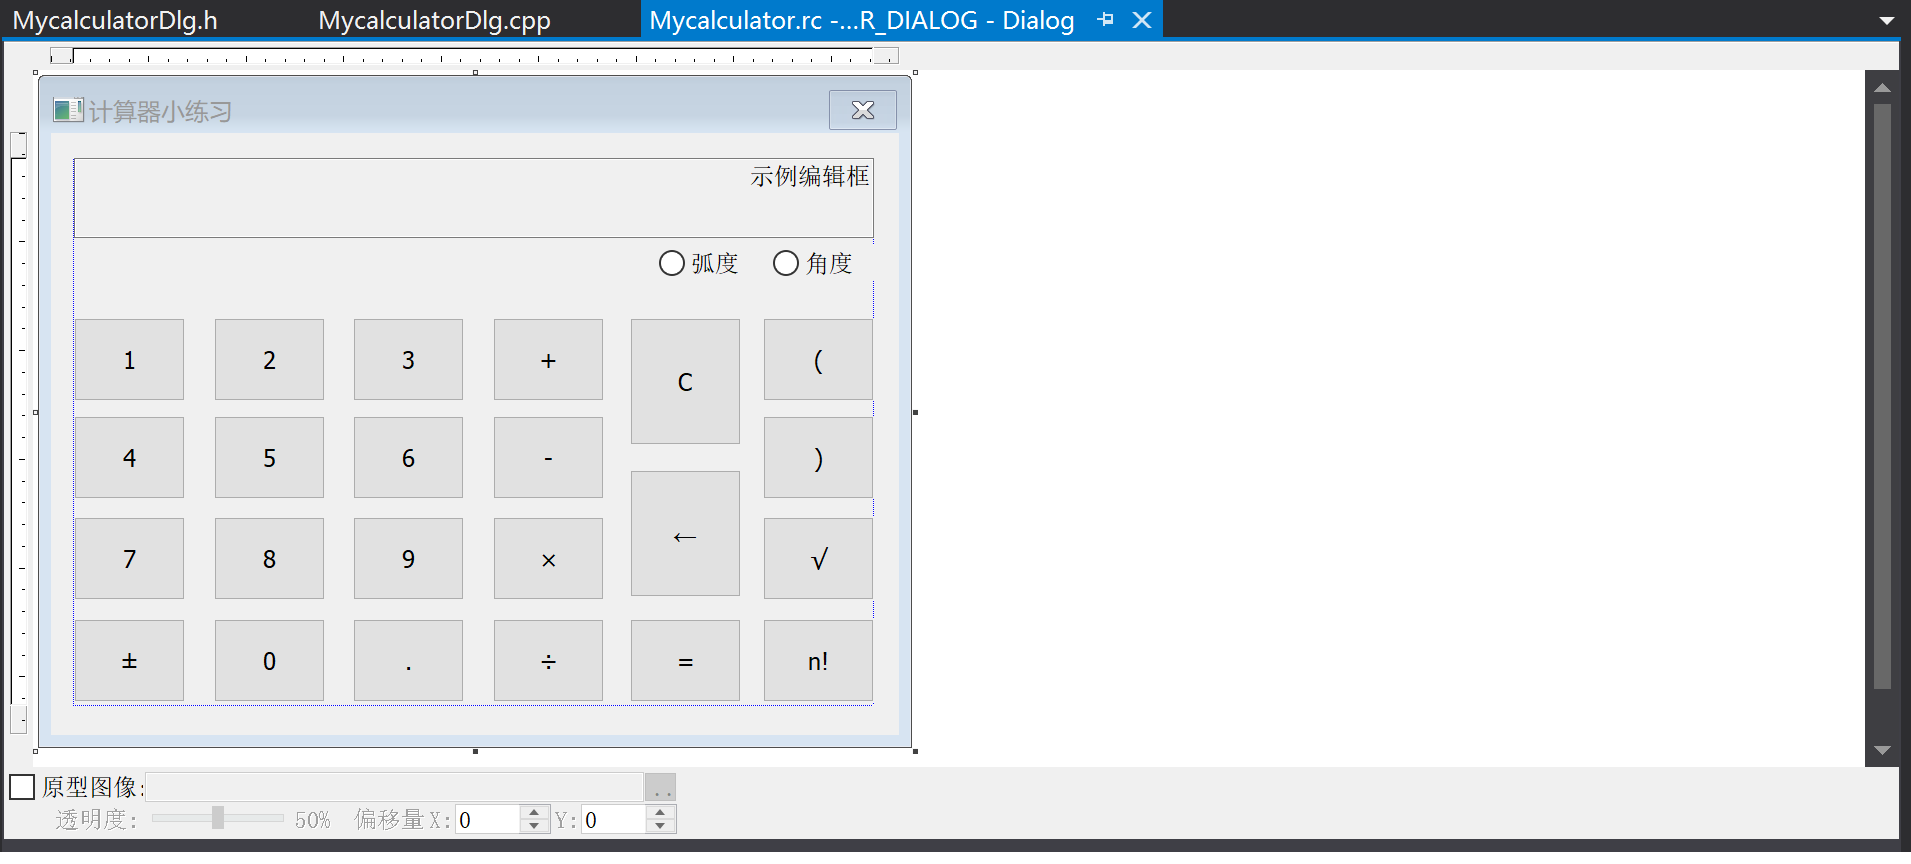 MycalculatorDlg.h MycalculatorDlg.cpp Mycalculator.rc -...R_DIALOG - Dialog
计算器小练习
示例编辑框
弧度 角度
1 2 3 + C (
4 5 6 - )
7 8 9 × ← √
± 0 . ÷ = n!
原型图像: ..
透明度: 50% 偏移量 X: 0 Y: 0